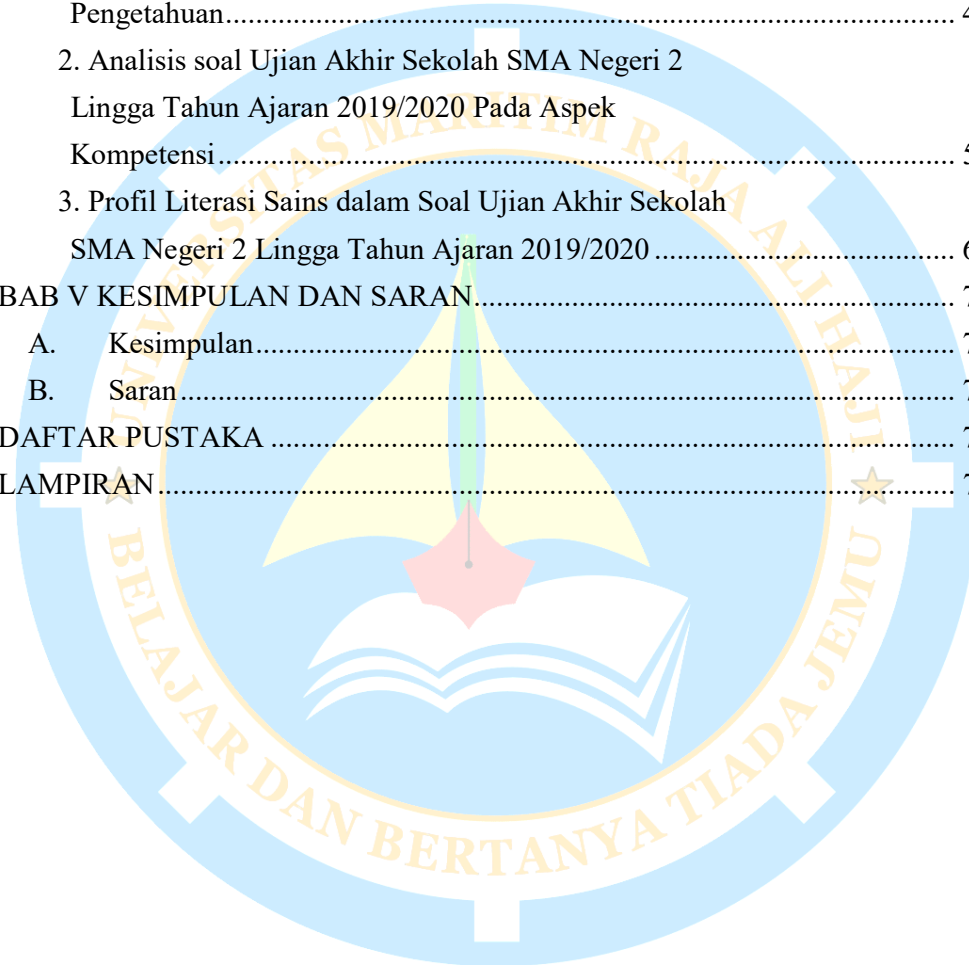 Pengetahuan.......................................................................................................... 4
2. Analisis soal Ujian Akhir Sekolah SMA Negeri 2
Lingga Tahun Ajaran 2019/2020 Pada Aspek
Kompetensi........................................................................................................... 5
3. Profil Literasi Sains dalam Soal Ujian Akhir Sekolah
SMA Negeri 2 Lingga Tahun Ajaran 2019/2020 ........................................... 6
BAB V KESIMPULAN DAN SARAN...................................................................... 7
A. Kesimpulan...................................................................................................... 7
B. Saran................................................................................................................. 7
DAFTAR PUSTAKA .................................................................................................... 7
LAMPIRAN.................................................................................................................... 7
UNIVERSITAS MARITIM RAJA ALI HAJI
BELAJAR DAN BERTANYA TIADA JEMU